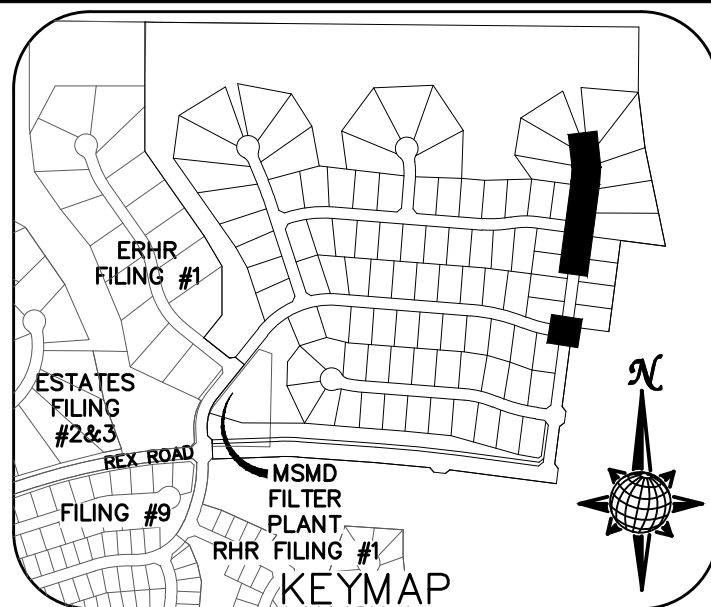 ERHR
FILING #1
ESTATES
FILING
#2&3
REX ROAD
FILING #9
MSMD
FILTER
PLANT
RHR FILING #1
N
KEYMAP